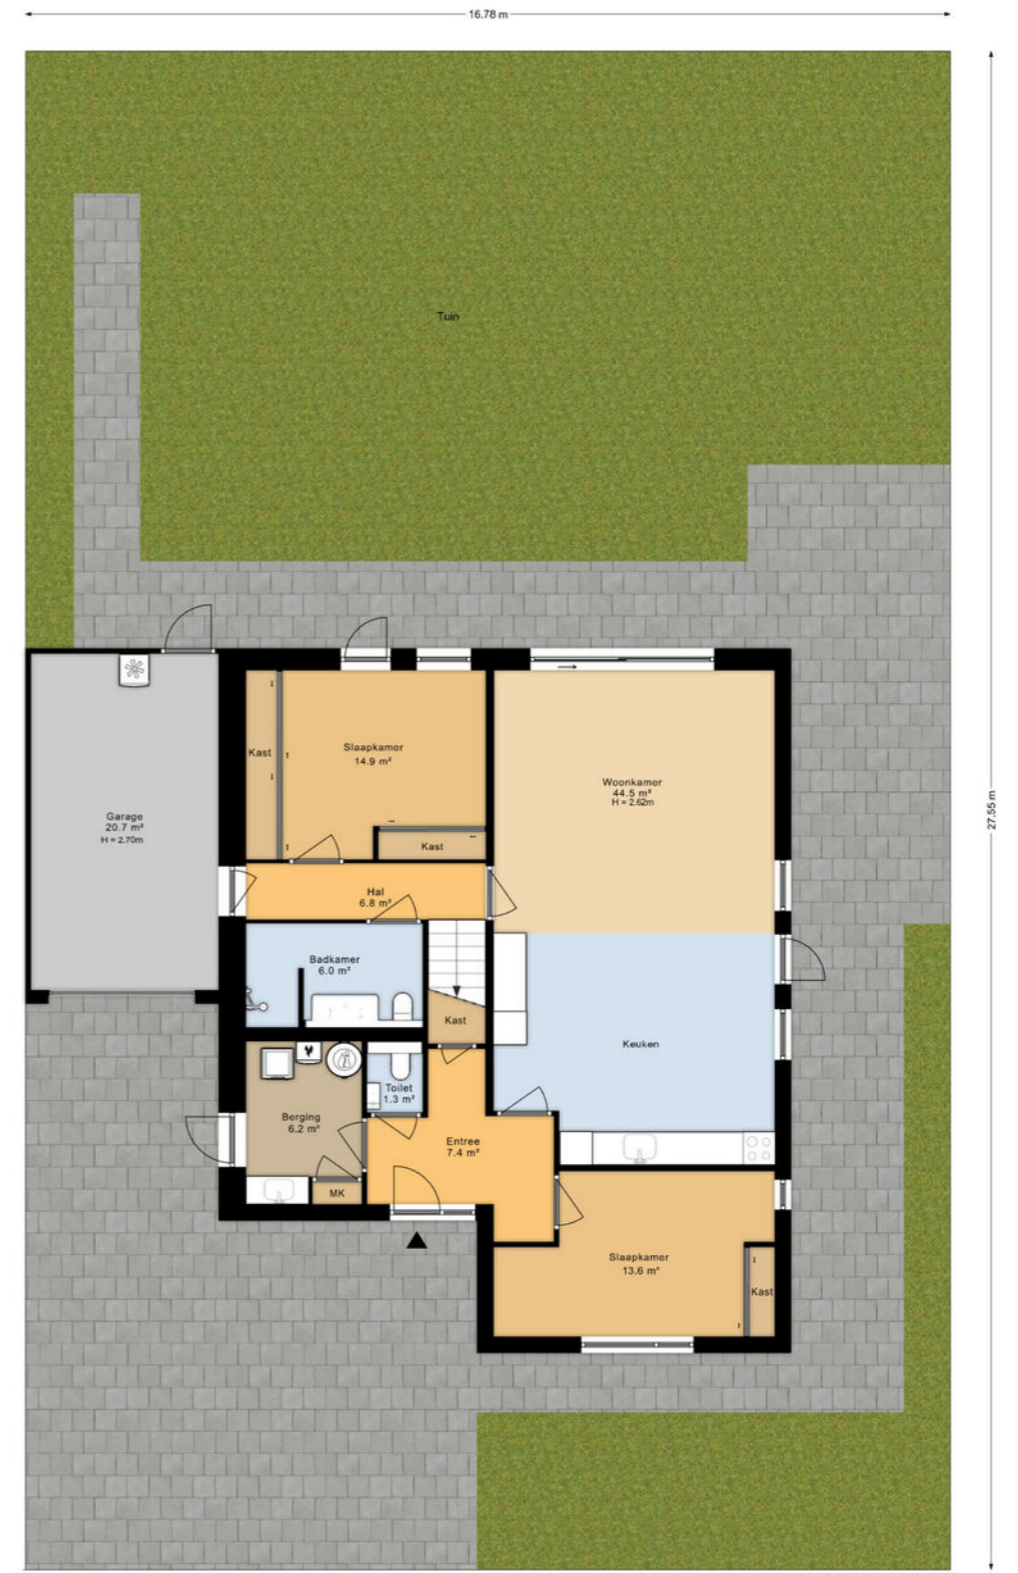 16.78 m
Tuin
27.55 m
Garage
20.7 m²
H = 2.70m
Kast
Slaapkamer
14.9 m²
Kast
Woonkamer
44.5 m²
H = 2.62m
Hal
6.8 m²
Badkamer
6.0 m²
Kast
Keuken
Berging
6.2 m²
Toilet
1.3 m²
Entree
7.4 m²
MK
Slaapkamer
13.6 m²
Kast